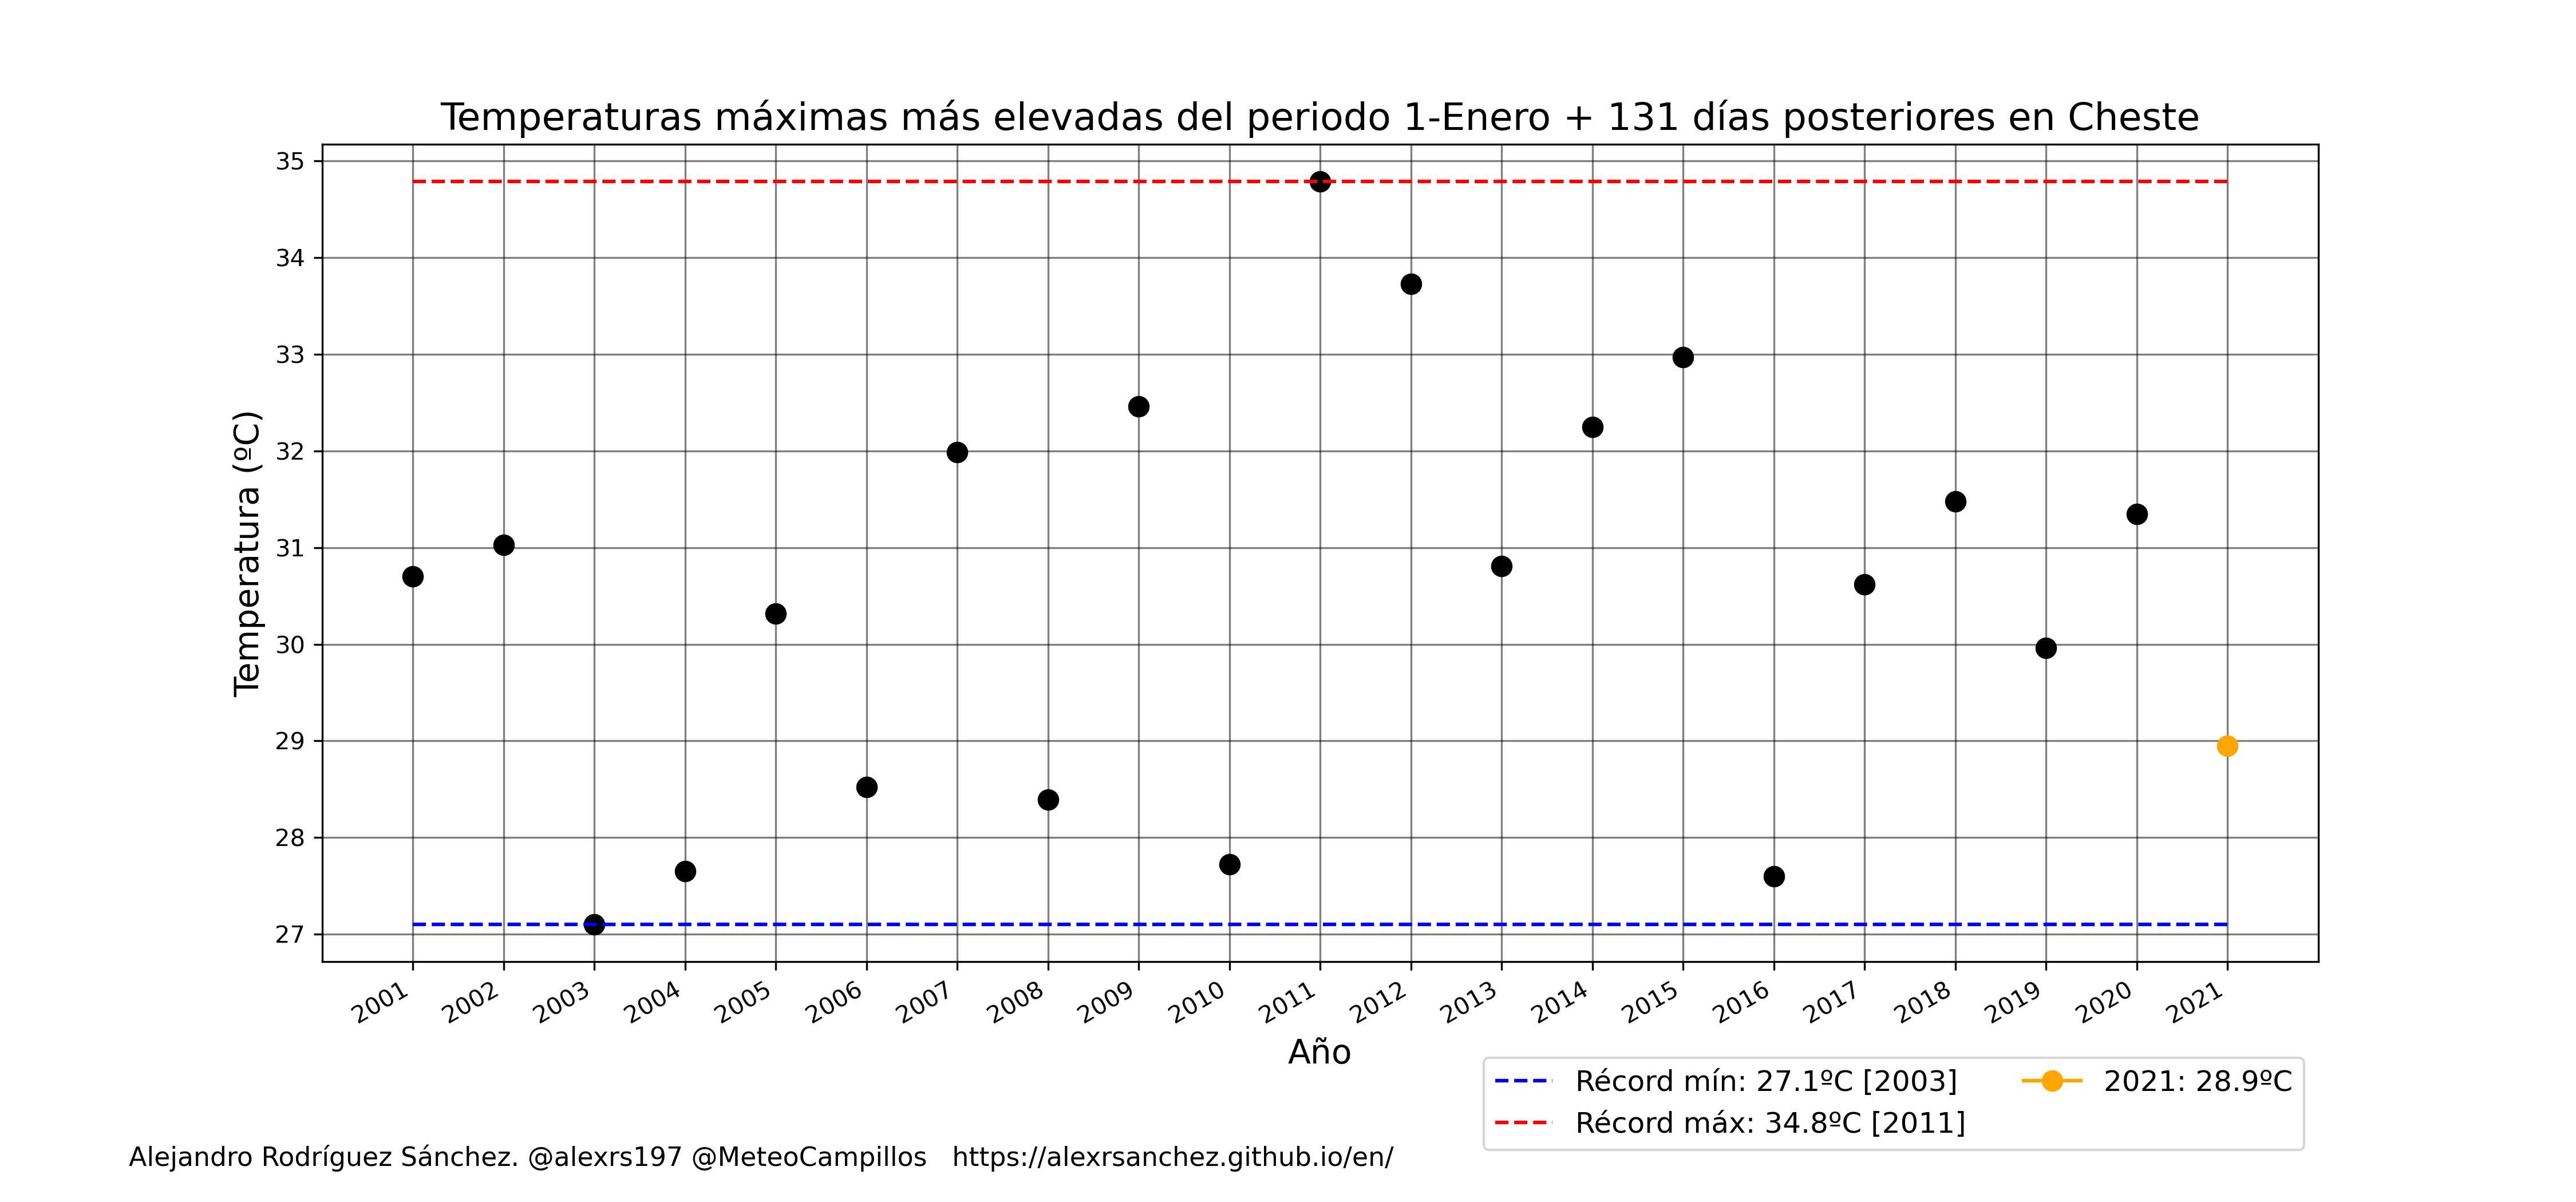 Temperaturas máximas más elevadas del periodo 1-Enero + 131 días posteriores en Cheste
Temperatura (ºC)
35
34
33
32
31
30
29
28
27
2001 2002 2003 2004 2005 2006 2007 2008 2009 2010 2011 2012 2013 2014 2015 2016 2017 2018 2019 2020 2021
Año
Récord mín: 27.1ºC [2003]
Récord máx: 34.8ºC [2011]
2021: 28.9ºC
Alejandro Rodríguez Sánchez. @alexrs197 @MeteoCampillos https://alexrsanchez.github.io/en/